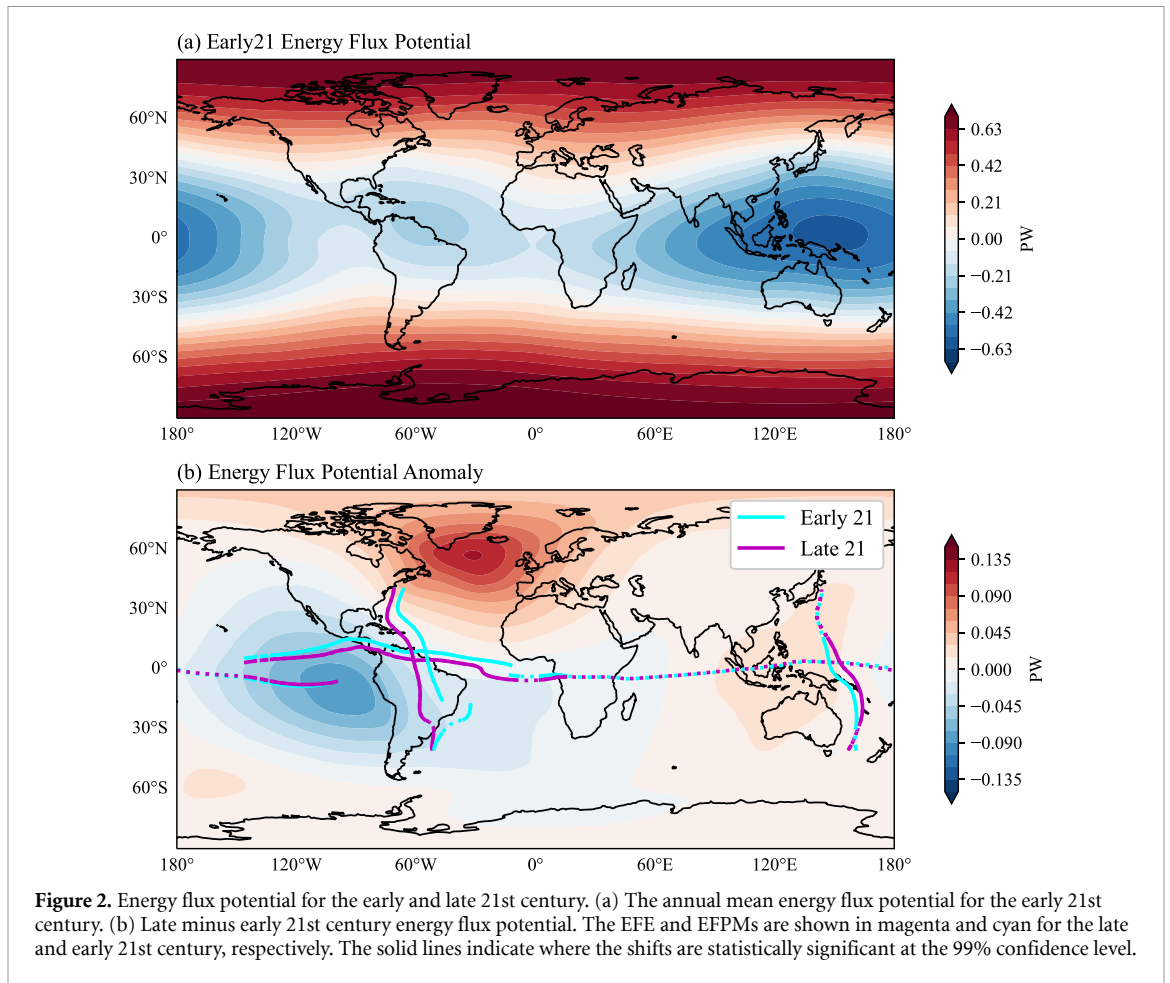 (a) Early21 Energy Flux Potential
60°N
30°N
0°
30°S
60°S
180°
120°W
60°W
0°
60°E
120°E
180°
0.63
0.42
0.21
0.00
−0.21
−0.42
−0.63
PW
(b) Energy Flux Potential Anomaly
Early 21
Late 21
60°N
30°N
0°
30°S
60°S
180°
120°W
60°W
0°
60°E
120°E
180°
0.135
0.090
0.045
0.000
−0.045
−0.090
−0.135
PW
Figure 2. Energy flux potential for the early and late 21st century. (a) The annual mean energy flux potential for the early 21st
century. (b) Late minus early 21st century energy flux potential. The EFE and EFPMs are shown in magenta and cyan for the late
and early 21st century, respectively. The solid lines indicate where the shifts are statistically significant at the 99% confidence level.